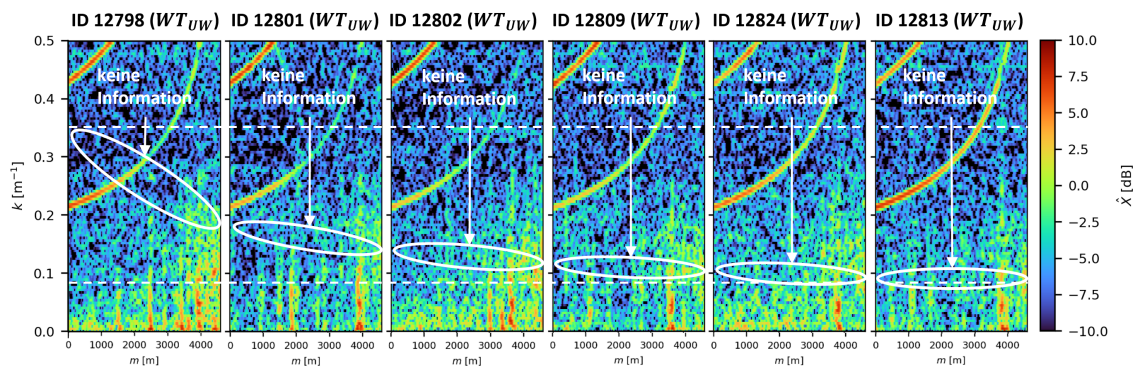 ID 12798 (WT_UW) ID 12801 (WT_UW) ID 12802 (WT_UW) ID 12809 (WT_UW) ID 12824 (WT_UW) ID 12813 (WT_UW)
0.5
0.4
0.3
0.2
0.1
0.0
k [m⁻¹]
keine
Information
keine
Information
keine
Information
keine
Information
keine
Information
keine
Information
0 1000 2000 3000 4000
m [m]
0 1000 2000 3000 4000
m [m]
0 1000 2000 3000 4000
m [m]
0 1000 2000 3000 4000
m [m]
0 1000 2000 3000 4000
m [m]
0 1000 2000 3000 4000
m [m]
10.0
7.5
5.0
2.5
0.0
−2.5
−5.0
−7.5
−10.0
X̂ [dB]